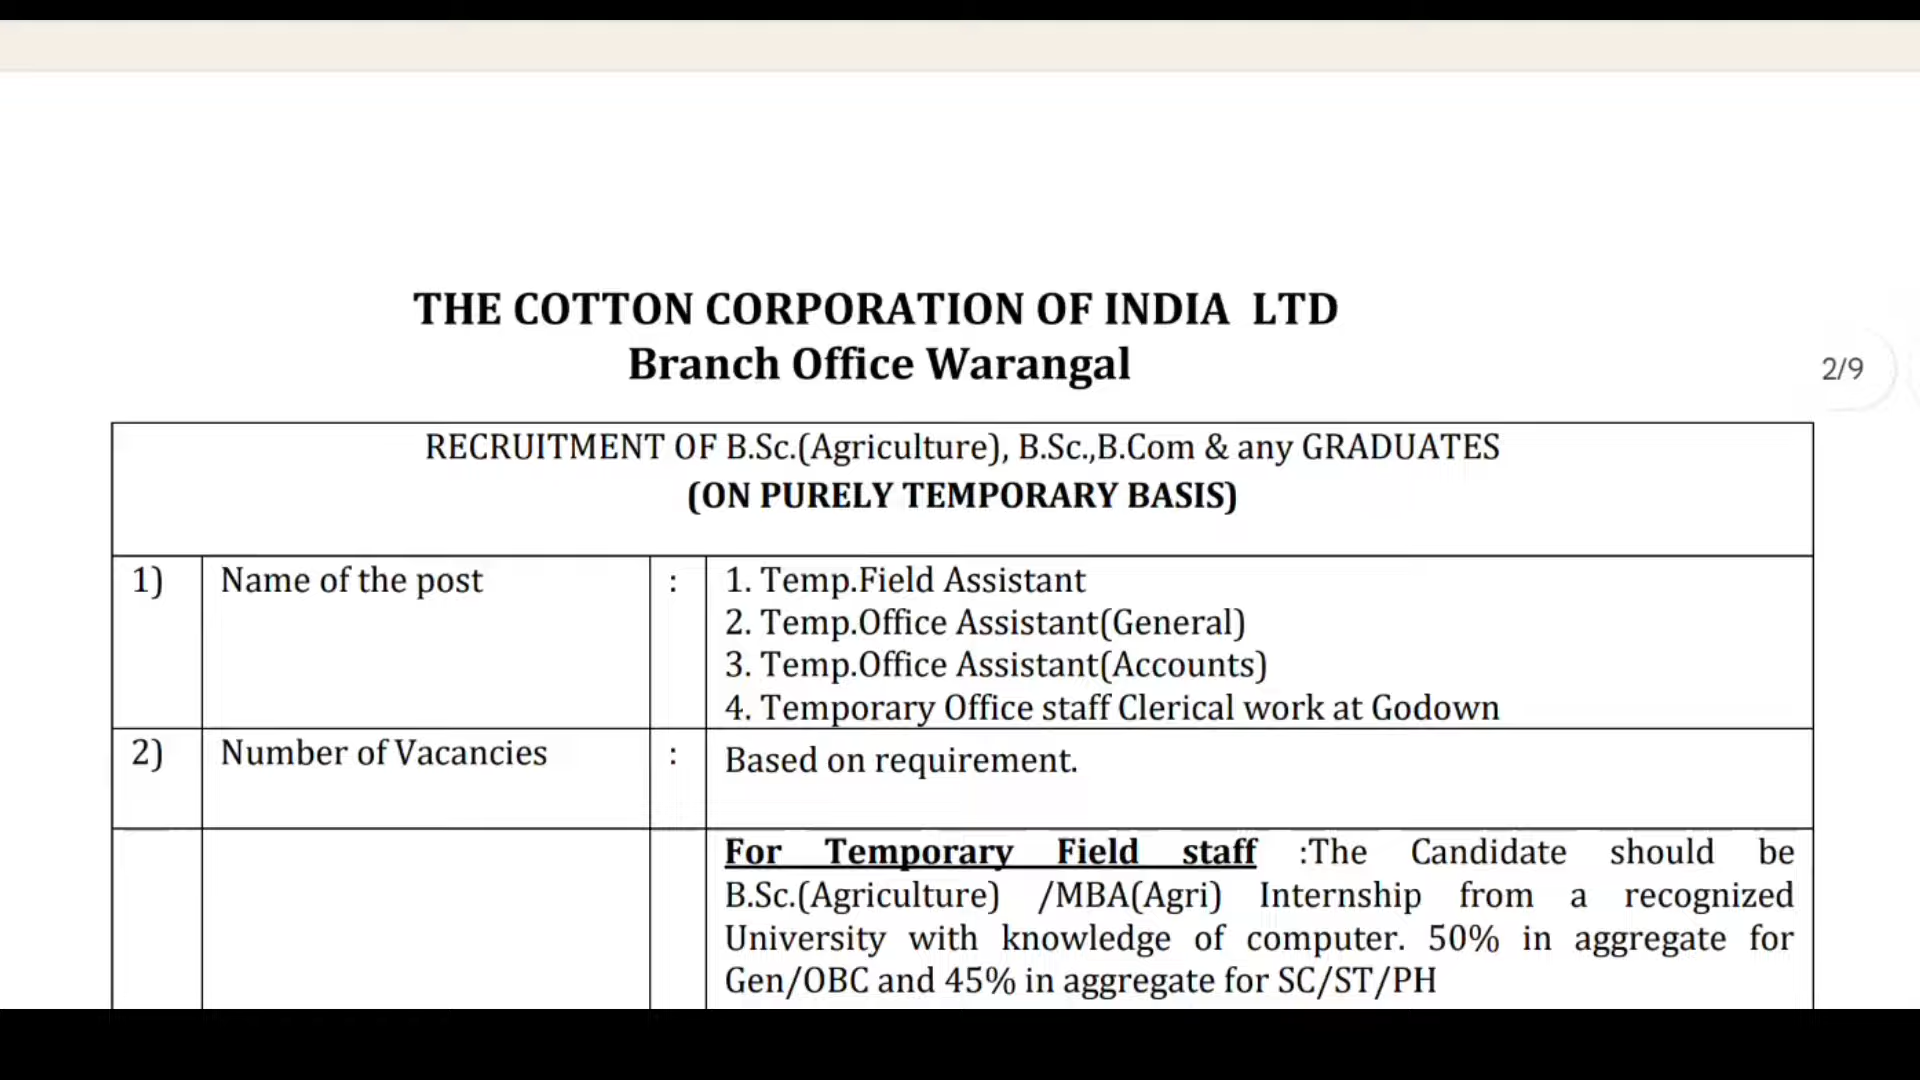 THE COTTON CORPORATION OF INDIA LTD
Branch Office Warangal
2/9
RECRUITMENT OF B.Sc.(Agriculture), B.Sc.,B.Com & any GRADUATES
(ON PURELY TEMPORARY BASIS)
1) Name of the post : 1. Temp.Field Assistant
2. Temp.Office Assistant(General)
3. Temp.Office Assistant(Accounts)
4. Temporary Office staff Clerical work at Godown
2) Number of Vacancies : Based on requirement.
For Temporary Field staff :The Candidate should be
B.Sc.(Agriculture) /MBA(Agri) Internship from a recognized
University with knowledge of computer. 50% in aggregate for
Gen/OBC and 45% in aggregate for SC/ST/PH